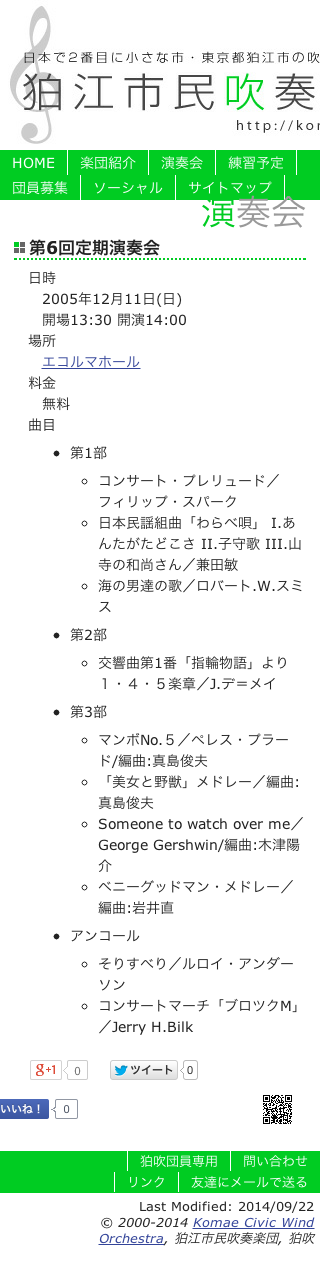 日本で２番目に小さな市・東京都狛江市の吹
狛江市民吹奏
http://kor
HOME 楽団紹介 演奏会 練習予定
団員募集 ソーシャル サイトマップ
演奏会
第6回定期演奏会
日時
2005年12月11日(日)
開場13:30 開演14:00
場所
エコルマホール
料金
無料
曲目
• 第1部
◦ コンサート・プレリュード／
フィリップ・スパーク
◦ 日本民謡組曲「わらべ唄」 I.あ
んたがたどこさ II.子守歌 III.山
寺の和尚さん／兼田敏
◦ 海の男達の歌／ロバート.W.スミ
ス
• 第2部
◦ 交響曲第1番「指輪物語」より
１・４・５楽章／J.デ＝メイ
• 第3部
◦ マンボNo.５／ペレス・プラー
ド/編曲:真島俊夫
◦ 「美女と野獣」メドレー／編曲:
真島俊夫
◦ Someone to watch over me／
George Gershwin/編曲:木津陽
介
◦ ベニーグッドマン・メドレー／
編曲:岩井直
• アンコール
◦ そりすべり／ルロイ・アンダー
ソン
◦ コンサートマーチ「ブロツクM」
／Jerry H.Bilk
g+1 0 ツイート 0
いいね！ 0
狛吹団員専用 問い合わせ
リンク 友達にメールで送る
Last Modified: 2014/09/22
© 2000-2014 Komae Civic Wind
Orchestra, 狛江市民吹奏楽団, 狛吹